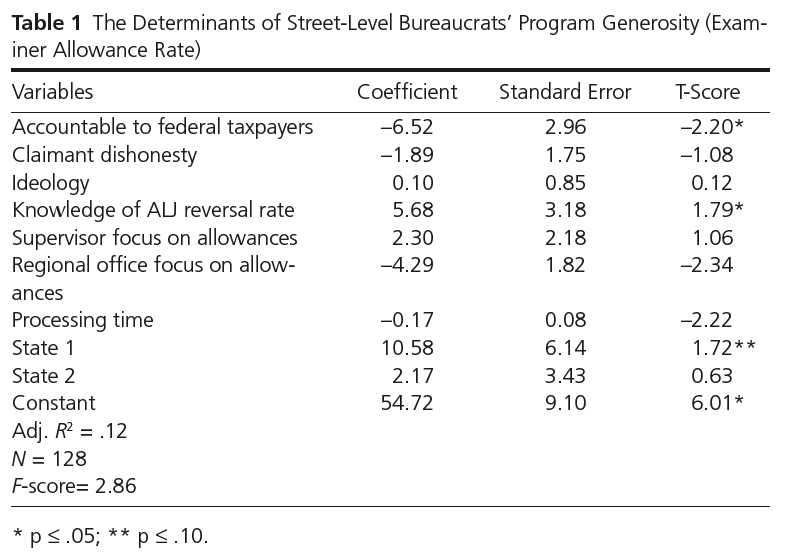 Table 1 The Determinants of Street-Level Bureaucrats’ Program Generosity (Exam-
iner Allowance Rate)
Variables Coefficient Standard Error T-Score
Accountable to federal taxpayers –6.52 2.96 –2.20*
Claimant dishonesty –1.89 1.75 –1.08
Ideology 0.10 0.85 0.12
Knowledge of ALJ reversal rate 5.68 3.18 1.79*
Supervisor focus on allowances 2.30 2.18 1.06
Regional office focus on allow- –4.29 1.82 –2.34
ances
Processing time –0.17 0.08 –2.22
State 1 10.58 6.14 1.72**
State 2 2.17 3.43 0.63
Constant 54.72 9.10 6.01*
Adj. R² = .12
N = 128
F-score= 2.86
* p ≤ .05; ** p ≤ .10.